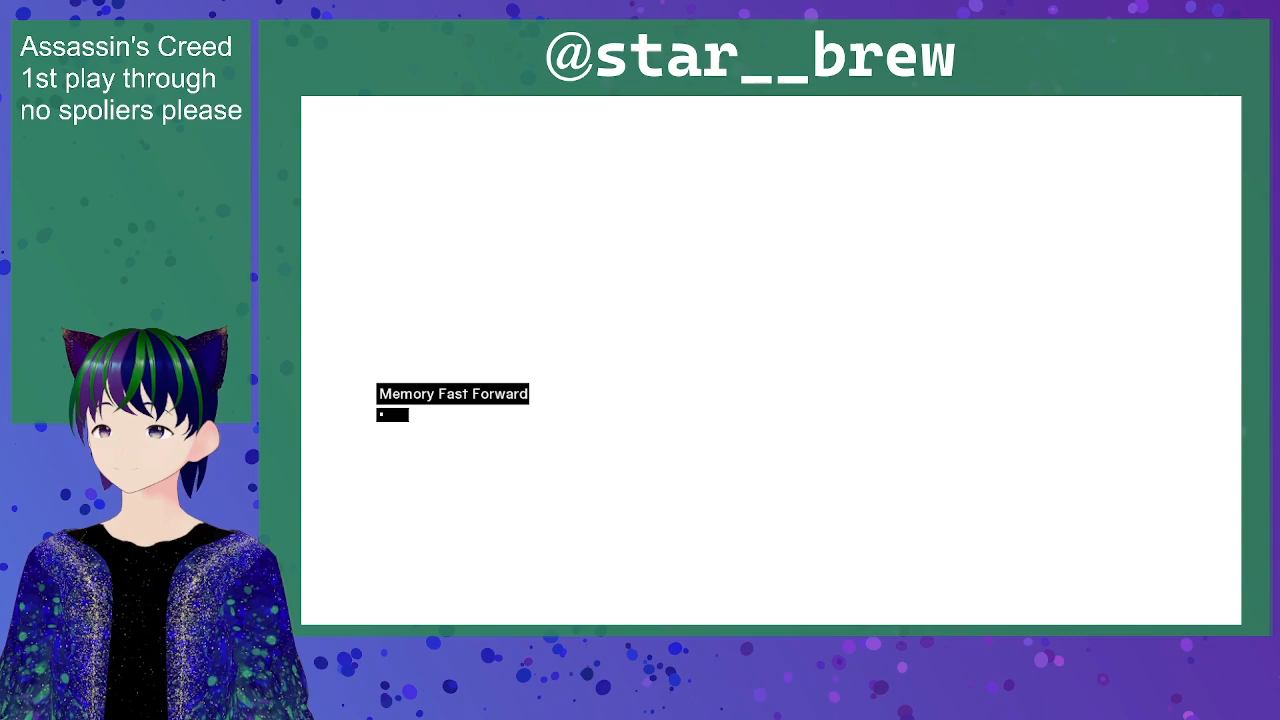 Assassin's Creed
1st play through
no spoliers please
@star__brew
Memory Fast Forward